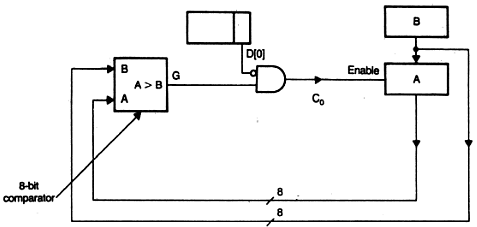 B
D[0]
B
A > B
G
Enable
A
A
C₀
8-bit
comparator
8
8